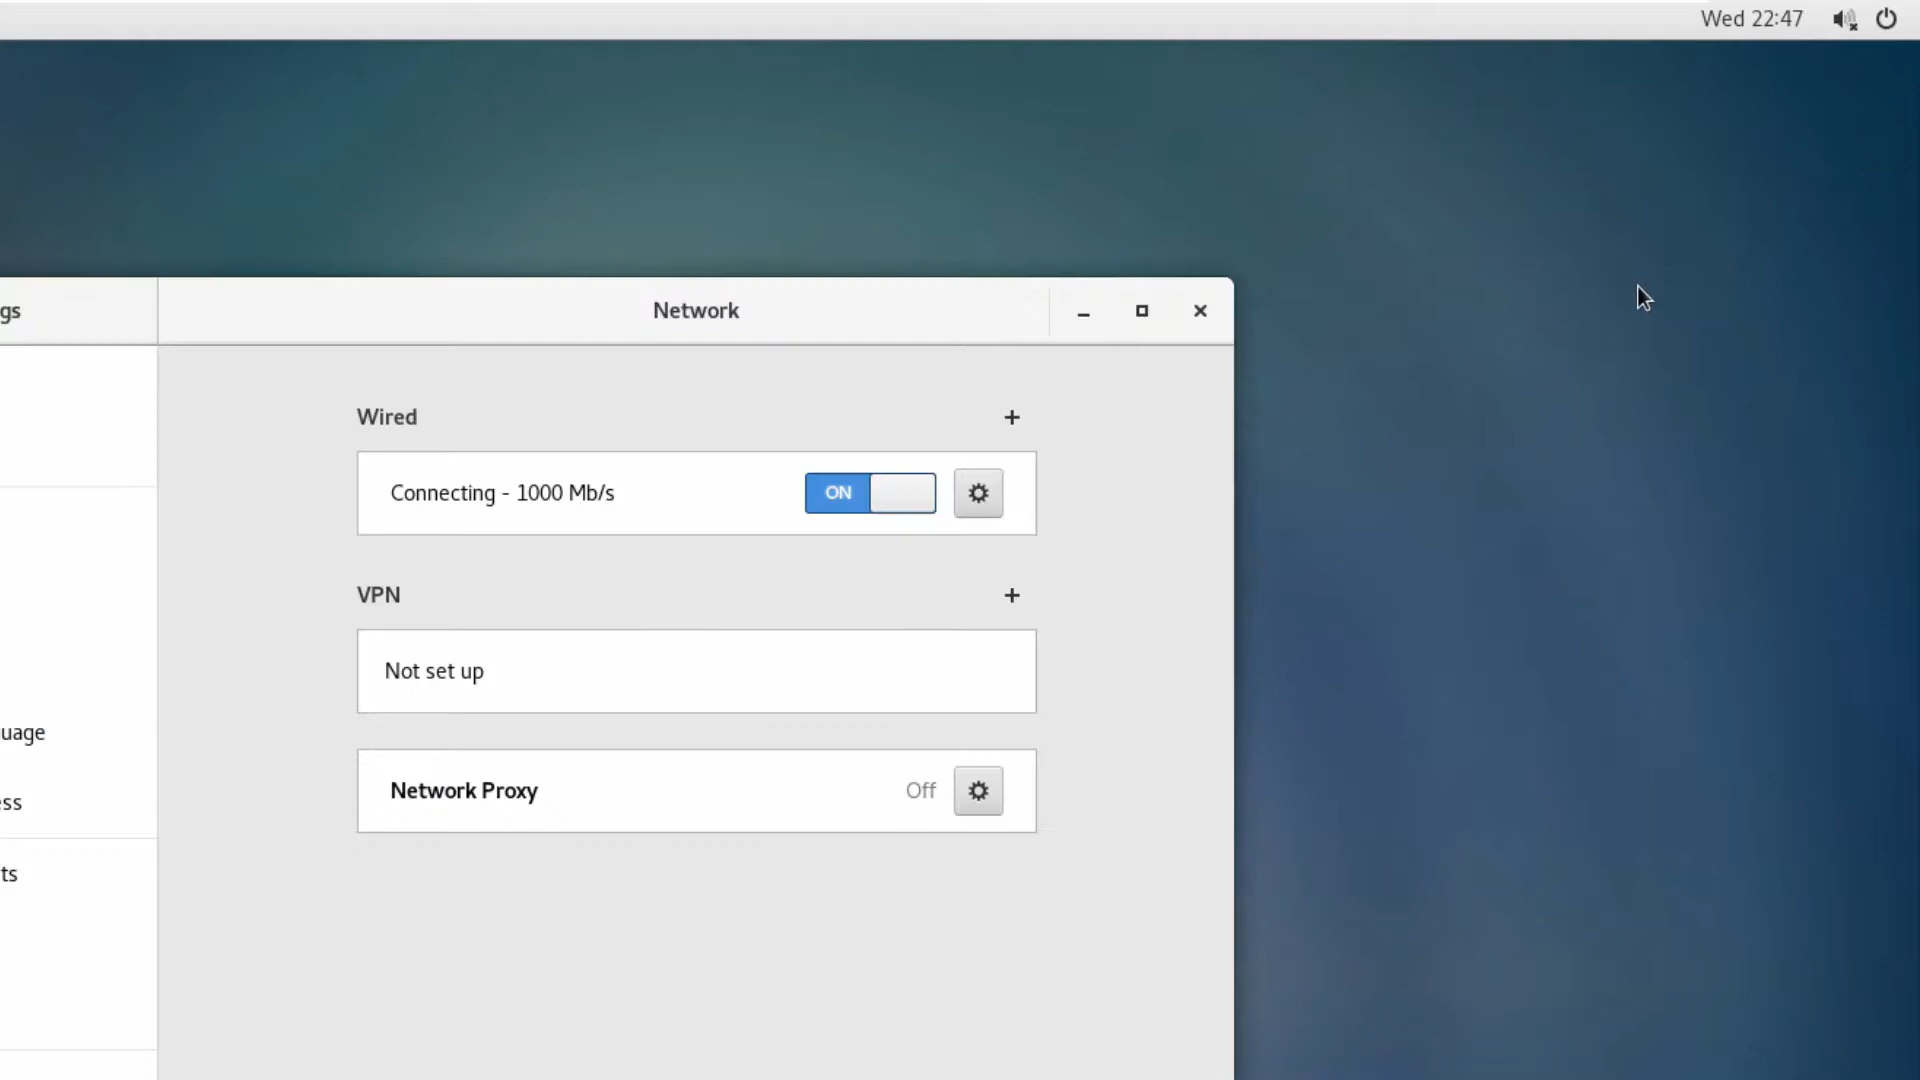 Wed 22:47
gs
Network
Wired
+
Connecting - 1000 Mb/s
ON
VPN
+
Not set up
uage
Network Proxy
Off
ess
ts